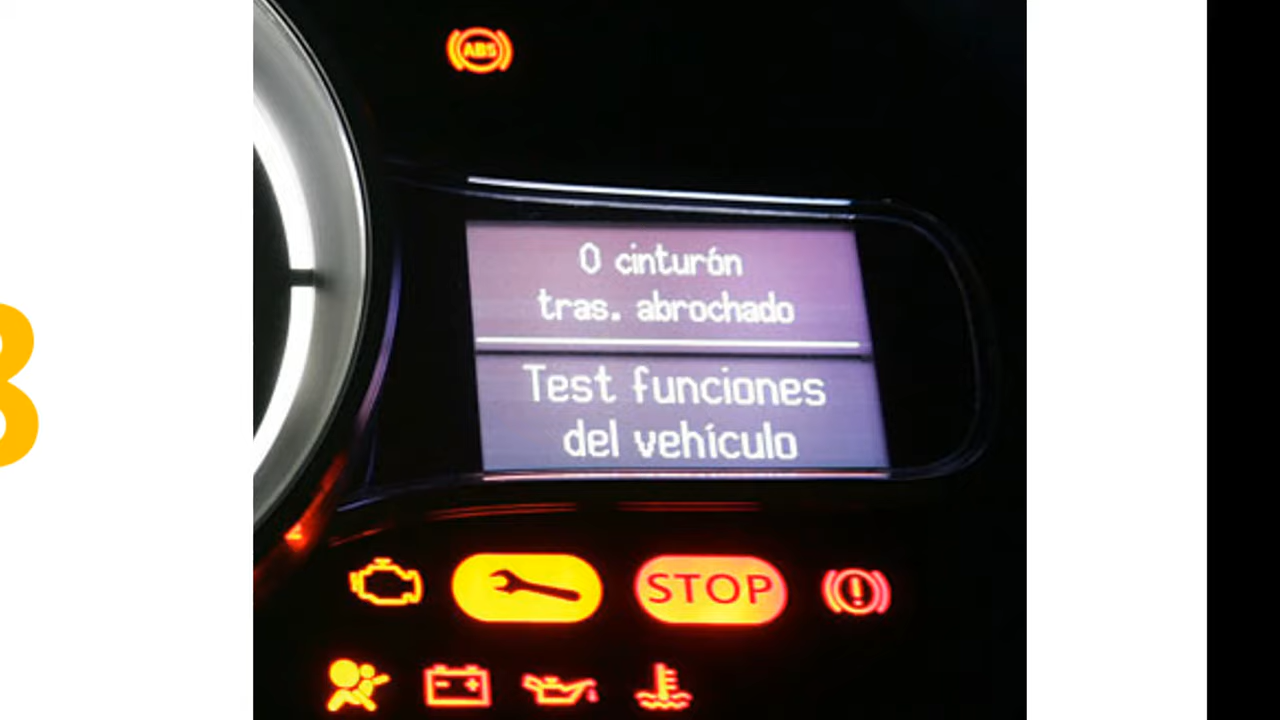 ABS
0 cinturón
tras. abrochado
Test funciones
del vehículo
STOP